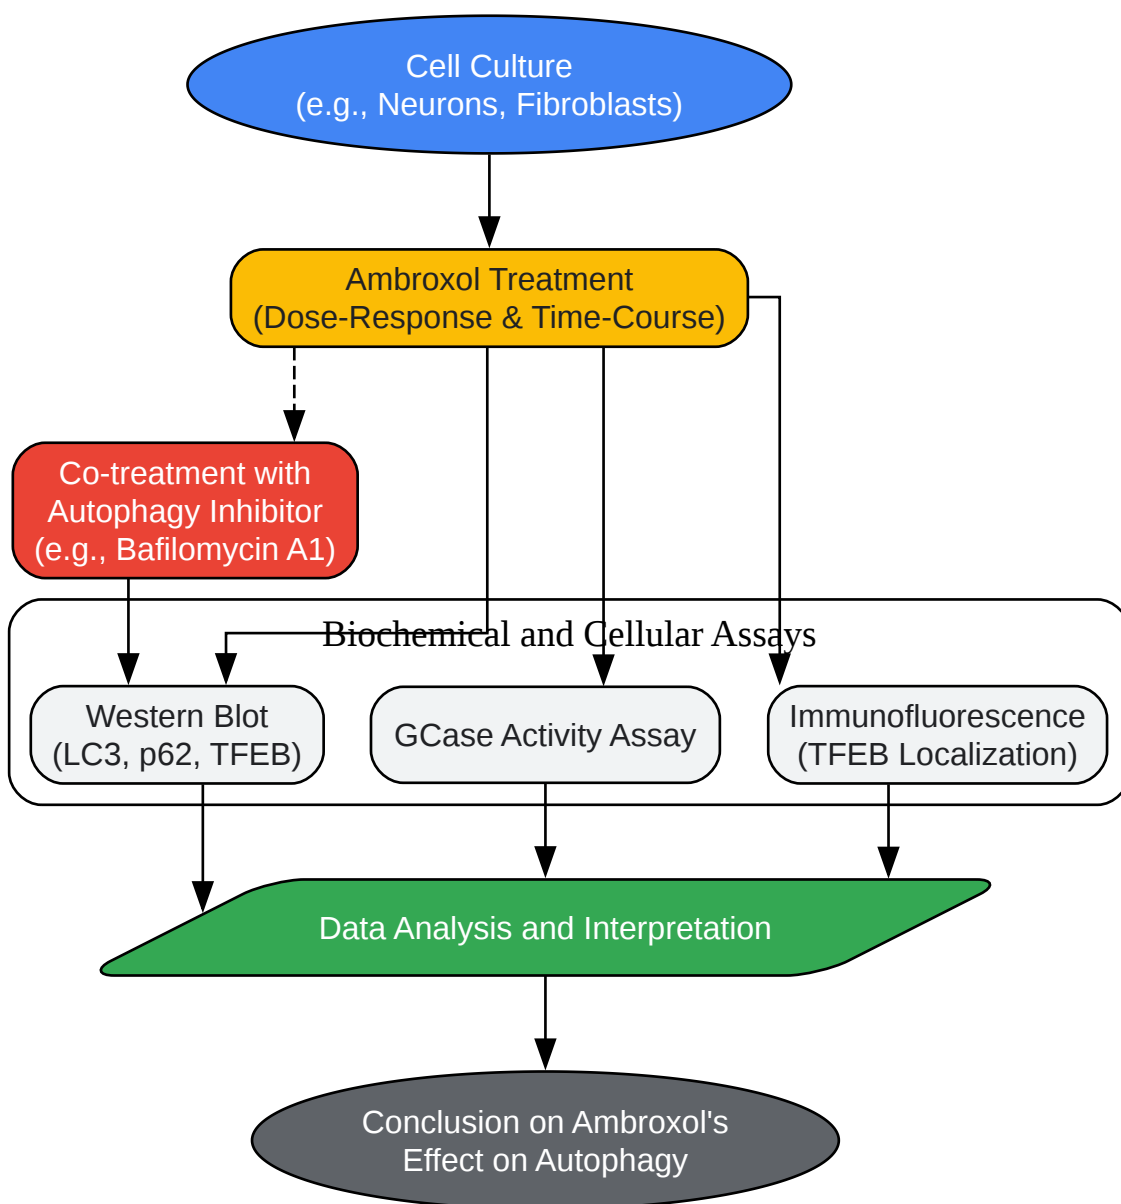 Cell Culture
(e.g., Neurons, Fibroblasts)
Ambroxol Treatment
(Dose-Response & Time-Course)
Co-treatment with
Autophagy Inhibitor
(e.g., Bafilomycin A1)
Biochemical and Cellular Assays
Western Blot
(LC3, p62, TFEB)
GCase Activity Assay
Immunofluorescence
(TFEB Localization)
Data Analysis and Interpretation
Conclusion on Ambroxol's
Effect on Autophagy